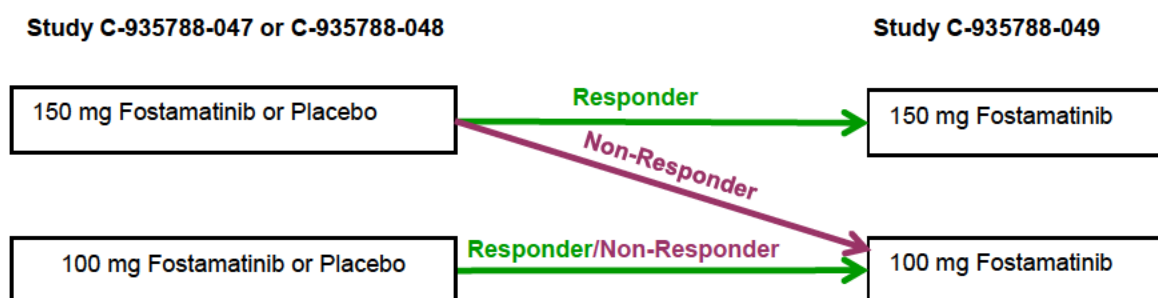 Study C-935788-047 or C-935788-048
Study C-935788-049
150 mg Fostamatinib or Placebo
Responder
150 mg Fostamatinib
Non-Responder
100 mg Fostamatinib or Placebo
Responder/Non-Responder
100 mg Fostamatinib